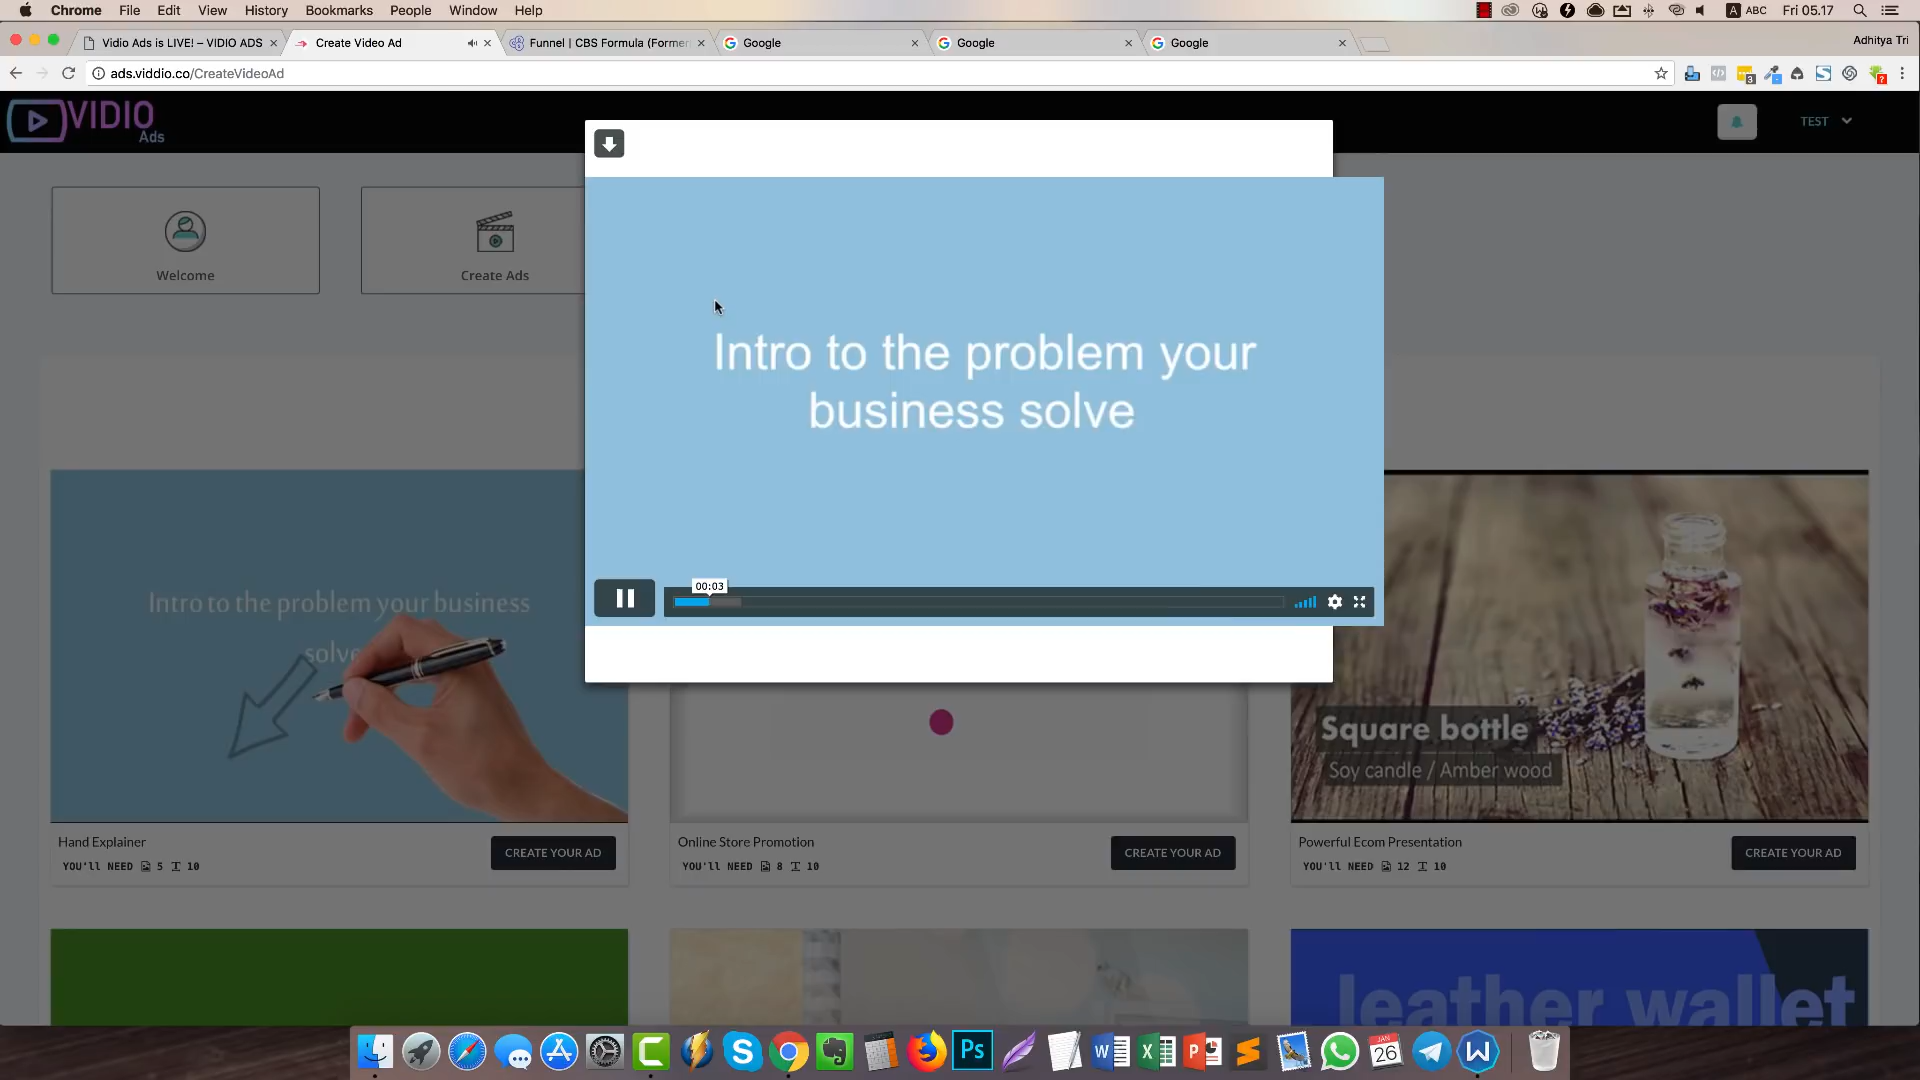 Chrome File Edit View History Bookmarks People Window Help ABC Fri 05.17
Vidio Ads is LIVE! – VIDIO ADS Create Video Ad Funnel | CBS Formula (Former Google Google Google Adhitya Tri
ads.viddio.co/CreateVideoAd
VIDIO
Ads
TEST
Welcome
Create Ads
Intro to the problem your
business solve
00:03
Intro to the problem your business
solve
Square bottle
Soy candle / Amber wood
Hand Explainer
YOU'll NEED 5 10
CREATE YOUR AD
Online Store Promotion
YOU'll NEED 8 10
CREATE YOUR AD
Powerful Ecom Presentation
YOU'll NEED 12 10
CREATE YOUR AD
leather wallet
Ps
JAN
26